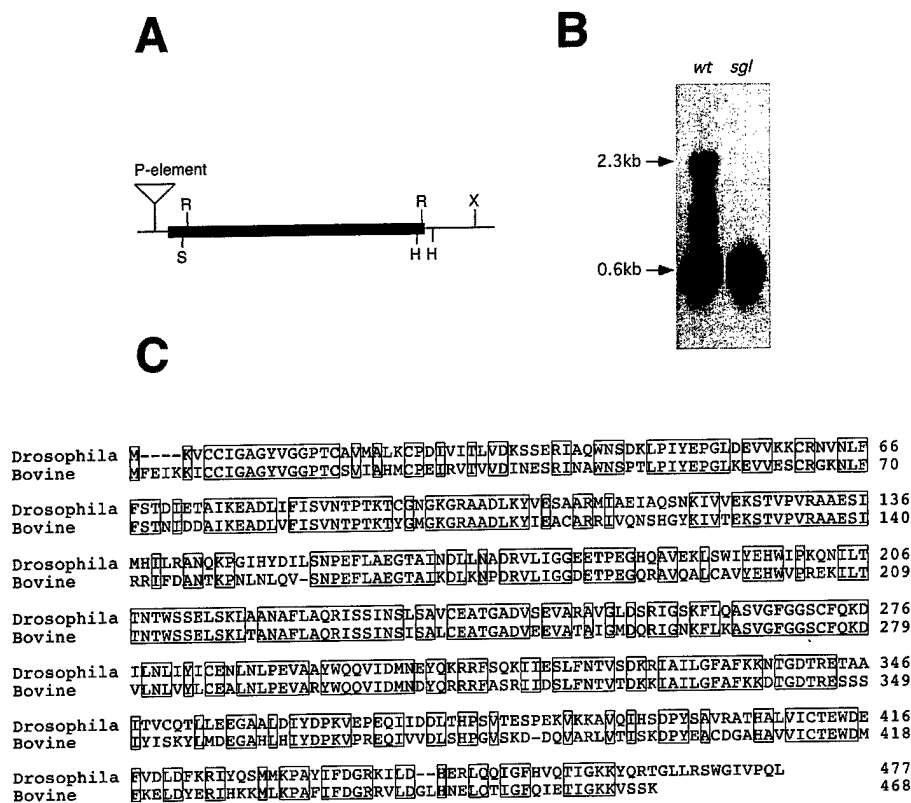 A
P-element
R
R
X
S
H H
B
wt sgl
2.3kb
0.6kb
C
Drosophila M----KVCCIGAGYVGGPTCAVMALKCPDIVITLVDKSSERIAQWNSDKLPIYEPGLDEVVKKCRNVNLF 66
Bovine MFEIKKICCIGAGYVGGPTCSVIAHMCPEIRVTVVDINESRINAWNSPTLPIYEPGLKEVVESCRGKNLF 70
Drosophila FSTDIETAIKEADLIFISVNTPTKTCGNGKGRAADLKYVESAARMIAEIAQSNKIVVEKSTVPVRAAESI 136
Bovine FSTNIDDAIKEADLVFISVNTPTKTYGMGKGRAADLKYIEACARRIVQNSHGYKIVTEKSTVPVRAAESI 140
Drosophila MHILRANQKPGIHYDILSNPEFLAEGTAINDLLNADRVLIGGEETPEGHQAVEKLSWIYEHWIPKQNILT 206
Bovine RRIFDANTKPNLNLQV-SNPEFLAEGTAIKDLKNPDRVLIGGDETPEGQRAVQALCAVYEHWVPREKILT 209
Drosophila TNTWSSELSKLAANAFLAQRISSINSLSAVCEATGADVSEVARAVGLDSRIGSKFLQASVGFGGSCFQKD 276
Bovine TNTWSSELSKLTANAFLAQRISSINSISALCEATGADVEEVATAIGMDQRIGNKFLKASVGFGGSCFQKD 279
Drosophila ILNLIYICENLNLPEVAAYWQQVIDMNEYQKRRFSQKIIESLFNTVSDKRIAILGFAFKKNTGDTRETAA 346
Bovine VLNLVYLCEALNLPEVARYWQQVIDMNDYQRRRFASRIIDSLFNTVTDKKIAILGFAFKKDTGDTRESSS 349
Drosophila ITVCQTLLEEGAALDIYDPKVEPEQIIDDLTHPSVTESPEKVKKAVQIHSDPYSAVRATHALVICTEWDE 416
Bovine IYISKYLMDEGAHLHIYDPKVPREQIVVDLSHPGVSKD-DQVARLVTISKDPYEACDGAHAVVICTEWDM 418
Drosophila FVDLDFKRIYQSMMKPAYIFDGRKILD--HERLQQIGFHVQTIGKKYQRTGLLRSWGIVPQL 477
Bovine FKELDYERIHKKMLKPAFIFDGRRVLDGLHNELQTIGFQIETIGKKVSSK 468